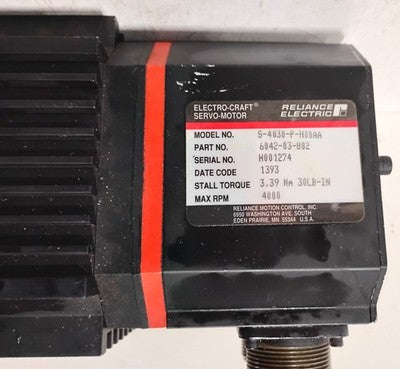 ELECTRO-CRAFT® RELIANCE
SERVO-MOTOR ELECTRIC
MODEL NO. S-4030-P-H00AA
PART NO. 6042-03-802
SERIAL NO. H001274
DATE CODE 1393
STALL TORQUE 3.39 Nm 30LB-IN
MAX RPM 4000
RELIANCE MOTION CONTROL, INC.
6950 WASHINGTON AVE. SOUTH
EDEN PRAIRIE, MN 55344 U.S.A.